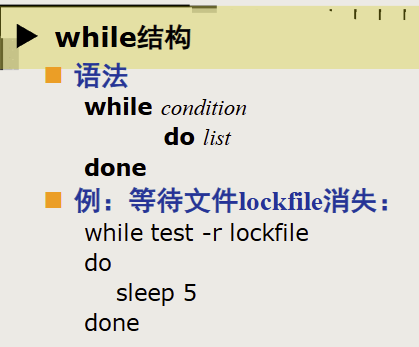 while结构
语法
while condition
do list
done
例：等待文件lockfile消失：
while test -r lockfile
do
sleep 5
done